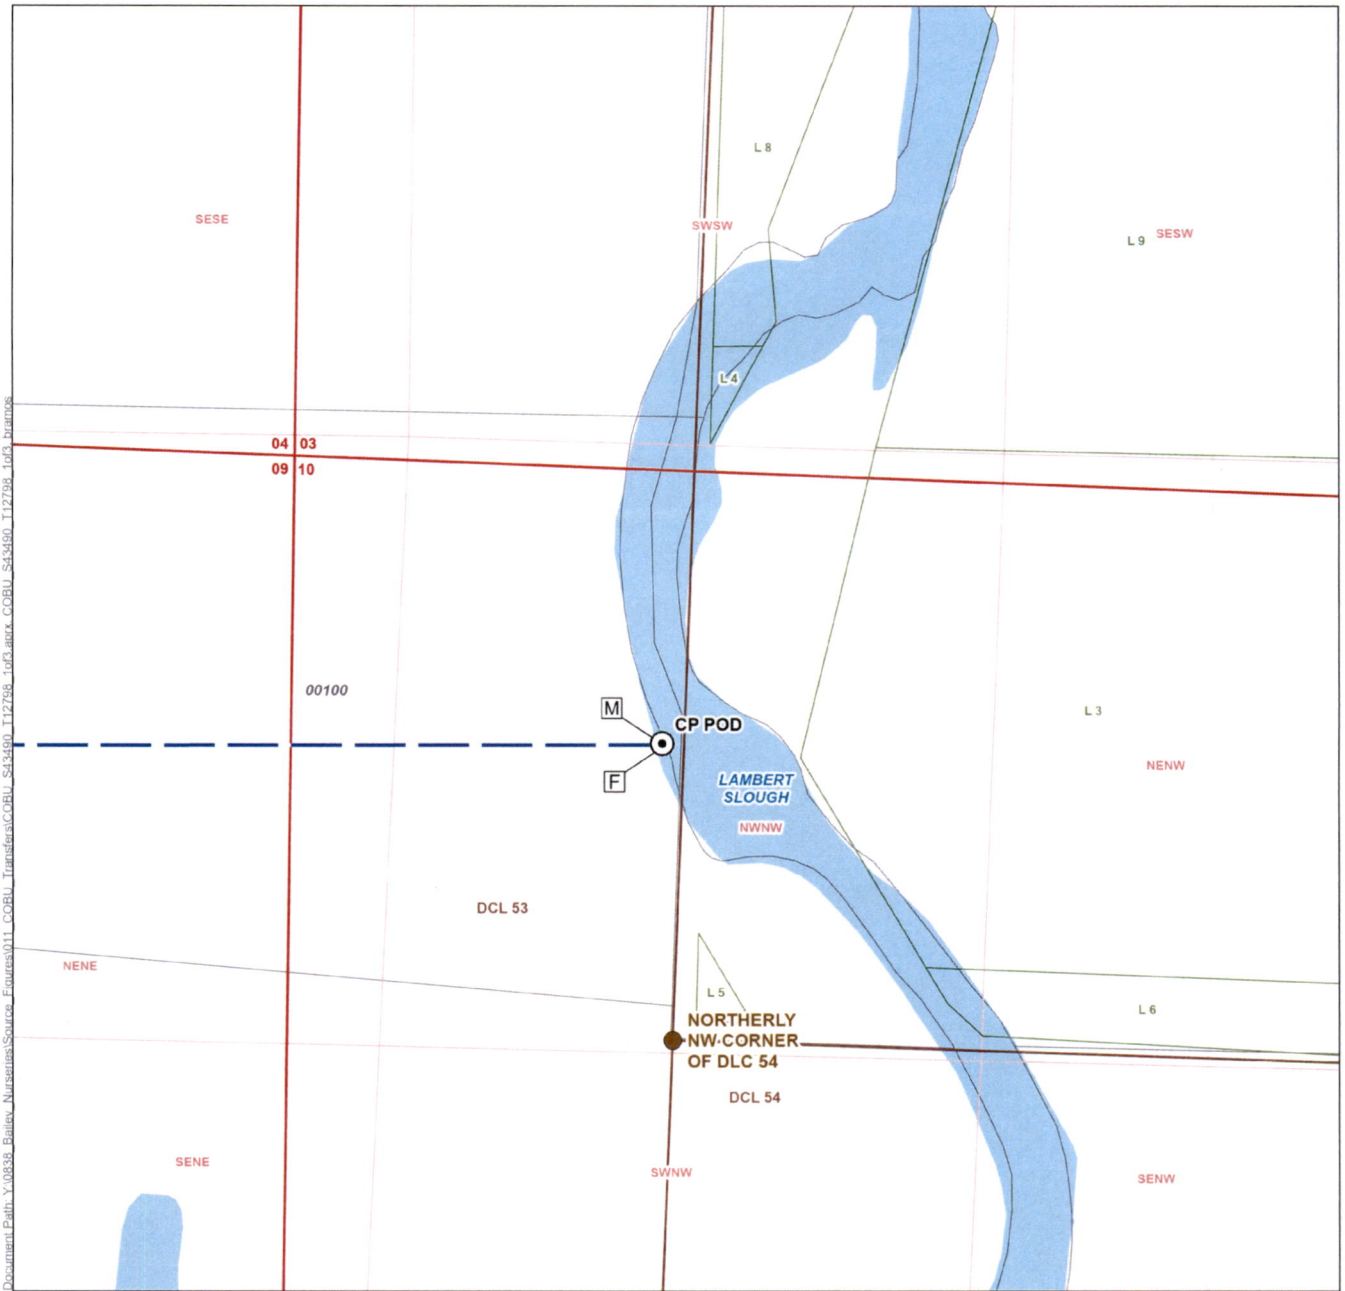 L 8
SESE
SWSW
L 9
SESW
L 4
04 03
09 10
00100
M
CP POD
F
L 3
NENW
LAMBERT
SLOUGH
NWNW
DCL 53
NENE
L 5
L 6
NORTHERLY
NW CORNER
OF DLC 54
DCL 54
SENE
SWNW
SENW
Document Path: Y:\0838_Bailey_Nurseries\Source_Figures\011_COBU_Transfers\COBU_S43490_T12798_1of3.aprx, COBU_S43490_T12798_1of3, bramos